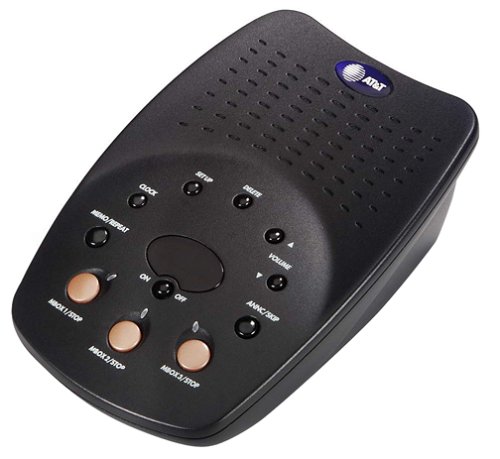 AT&T
SETUP
DELETE
CLOCK
MEMO/REPEAT
VOLUME
ON
OFF
ANNC/SKIP
MBOX 1/STOP
MBOX 2/STOP
MBOX 3/STOP